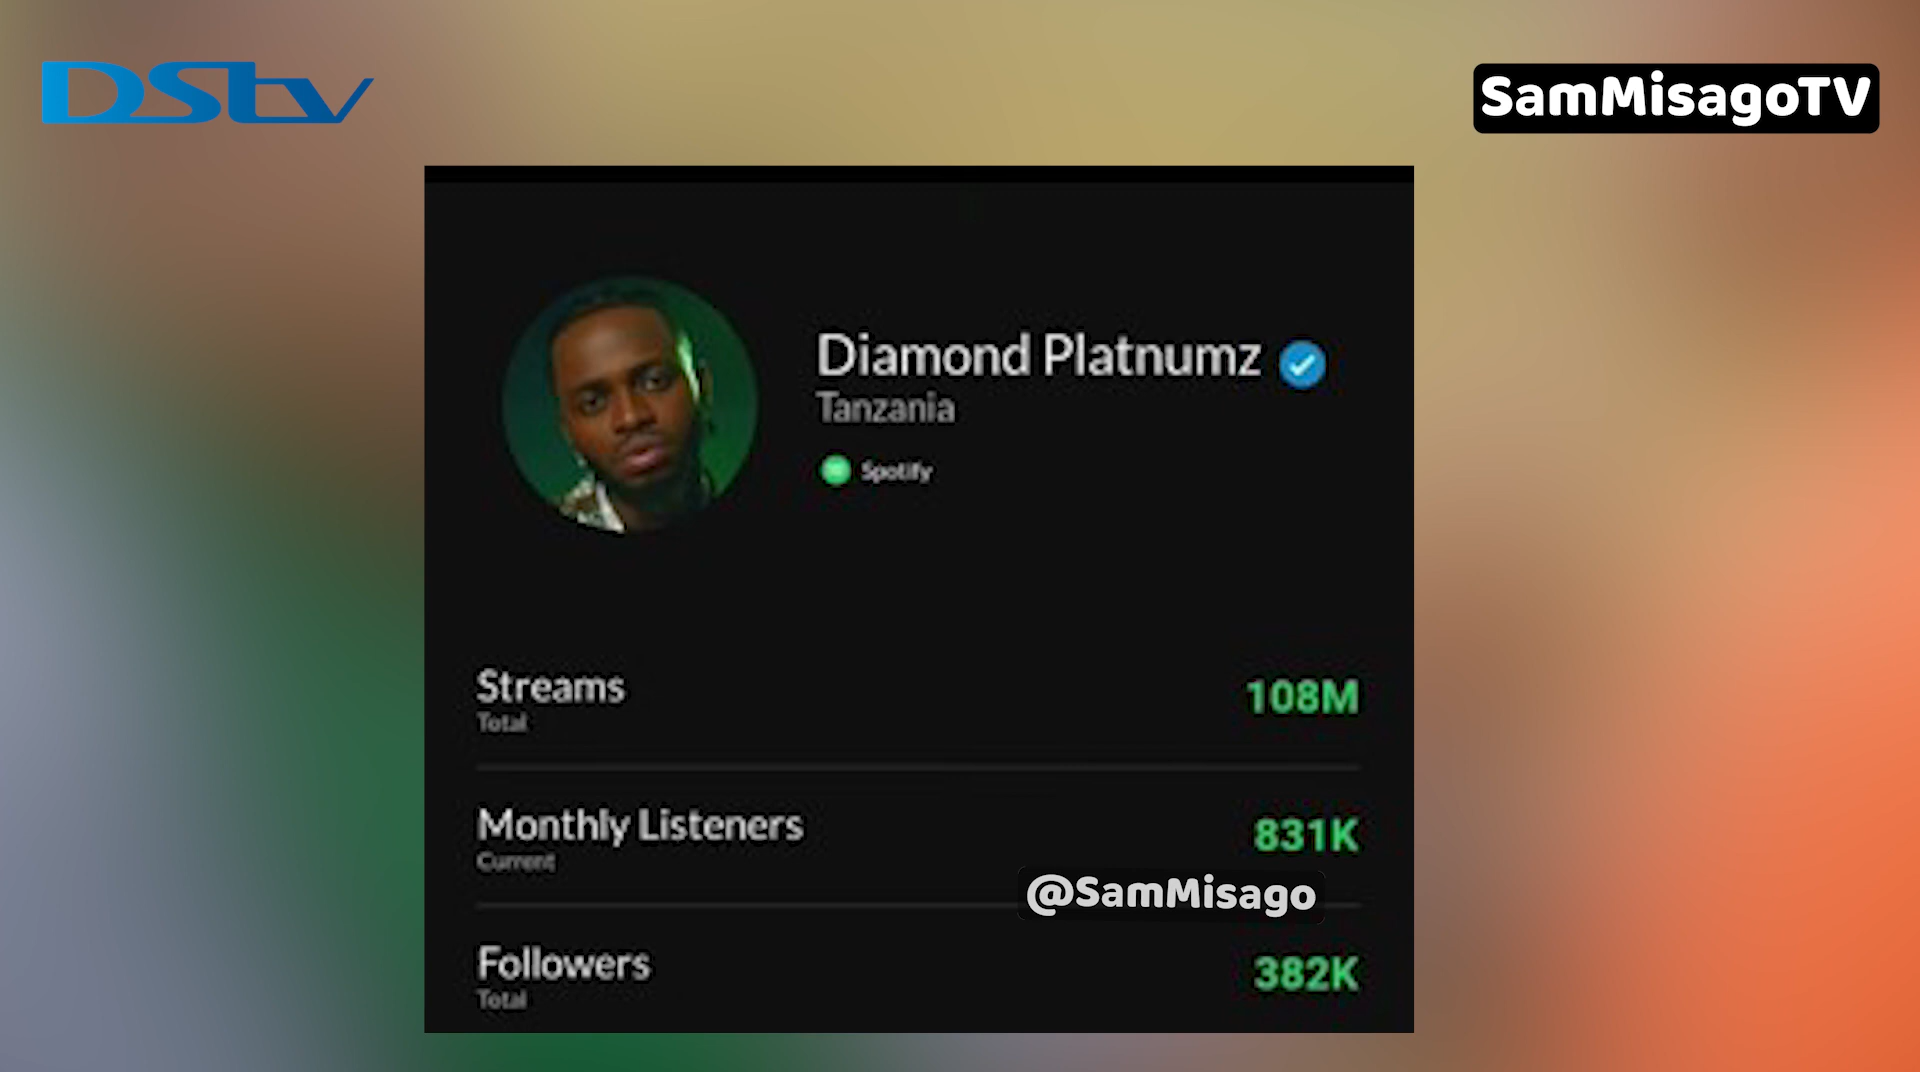 DStv
SamMisagoTV
Diamond Platnumz
Tanzania
Spotify
Streams
108M
Total
Monthly Listeners
831K
Current
@SamMisago
Followers
382K
Total